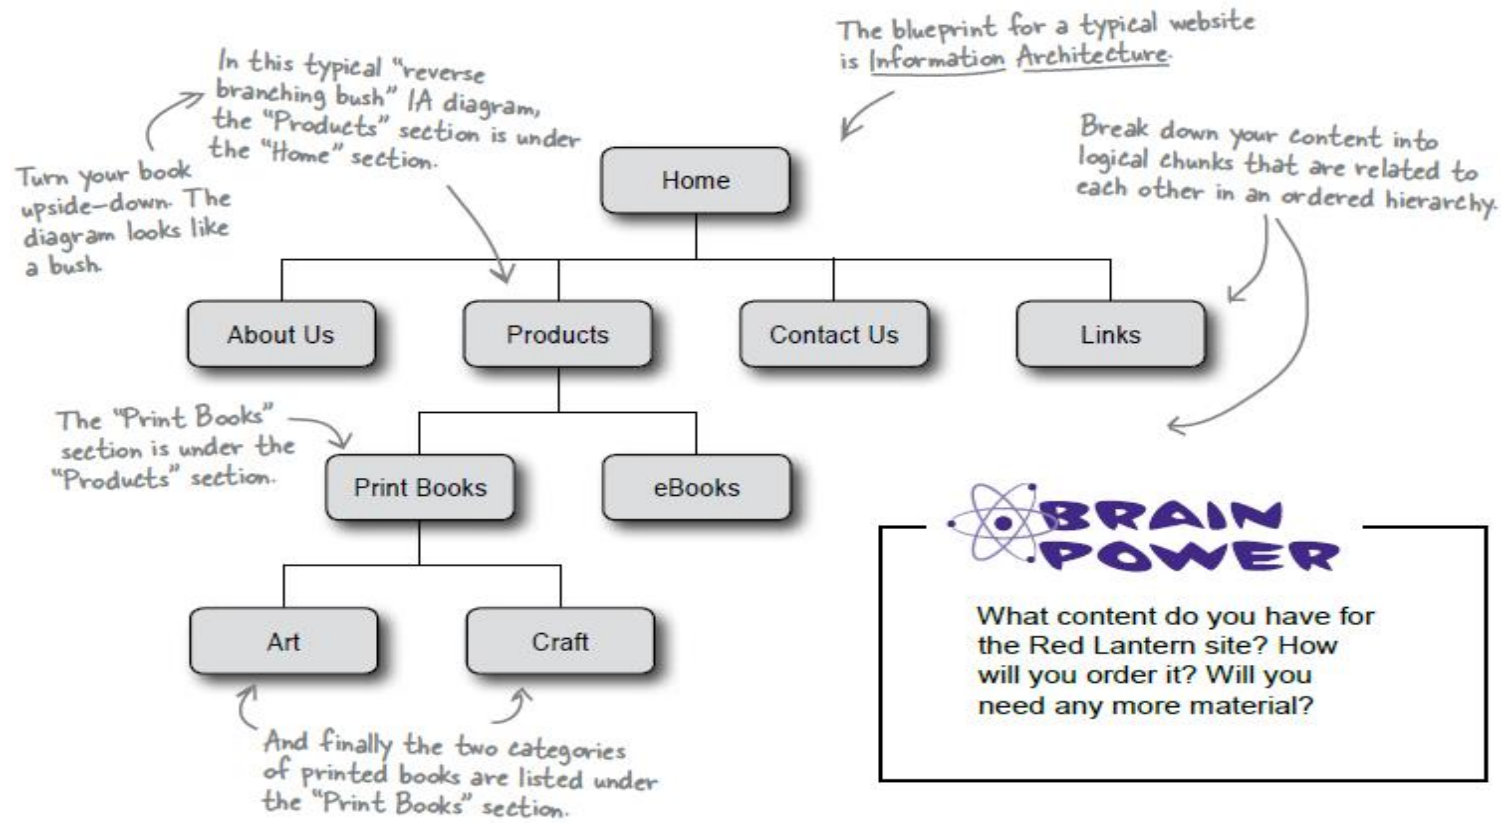 The blueprint for a typical website
is Information Architecture.
In this typical “reverse
branching bush” IA diagram,
the “Products” section is under
the “Home” section.
Turn your book
upside–down. The
diagram looks like
a bush.
Break down your content into
logical chunks that are related to
each other in an ordered hierarchy.
Home
About Us
Products
Contact Us
Links
The “Print Books”
section is under the
“Products” section.
Print Books
eBooks
Art
Craft
And finally the two categories
of printed books are listed under
the “Print Books” section.
BRAIN
POWER
What content do you have for
the Red Lantern site? How
will you order it? Will you
need any more material?